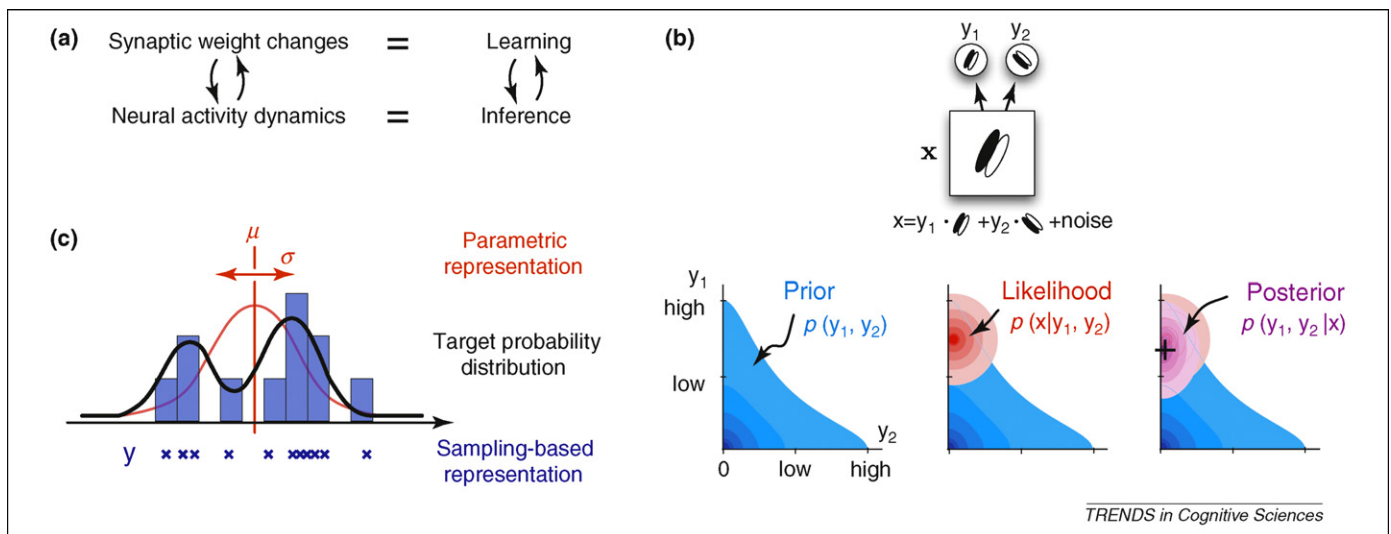 (a)
Synaptic weight changes = Learning
Neural activity dynamics = Inference
(b)
y1 y2
x
x=y1 · +y2 · +noise
(c)
μ
σ
Parametric
representation
Target probability
distribution
y
Sampling-based
representation
y1
high
low
0
low
high
y2
Prior
p (y1, y2)
Likelihood
p (x|y1, y2)
Posterior
p (y1, y2|x)
TRENDS in Cognitive Sciences